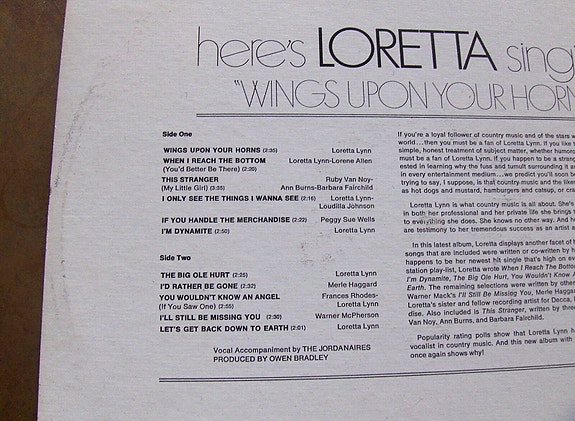 here's LORETTA singi
"WINGS UPON YOUR HORN
Side One
WINGS UPON YOUR HORNS (2:35) Loretta Lynn
WHEN I REACH THE BOTTOM Loretta Lynn-Lorene Allen
(You'd Better Be There) (2:20)
THIS STRANGER Ruby Van Noy-
(My Little Girl) (3:35) Ann Burns-Barbara Fairchild
I ONLY SEE THE THINGS I WANNA SEE (2:16) Loretta Lynn-
Loudilla Johnson
IF YOU HANDLE THE MERCHANDISE (2:22) Peggy Sue Wells
I'M DYNAMITE (2:50) Loretta Lynn
Side Two
THE BIG OLE HURT (2:25) Loretta Lynn
I'D RATHER BE GONE (2:32) Merle Haggard
YOU WOULDN'T KNOW AN ANGEL Frances Rhodes-
(If You Saw One) (2:55) Loretta Lynn
I'LL STILL BE MISSING YOU (2:30) Warner McPherson
LET'S GET BACK DOWN TO EARTH (2:01) Loretta Lynn
Vocal Accompaniment by THE JORDANAIRES
PRODUCED BY OWEN BRADLEY
If you're a loyal follower of country music and of the stars w
world...then you must be a fan of Loretta Lynn. If you like t
simple, honest treatment of subject matter, whether humor
must be a fan of Loretta Lynn. If you happen to be a strang
ested in learning why the fuss and tumult surrounding it
in every entertainment medium...we predict you'll soon be
trying to say, I suppose, is that country music and the likes
as hot dogs and mustard, hamburgers and catsup, or cra
Loretta Lynn is what country music is all about. She's
in both her professional and her private life she brings t
to everything she does. She knows no other way. And he
are testimony to her tremendous success as an artist a
In this latest album, Loretta displays another facet of h
songs that are included were written or co-written by h
happens to be her newest hit single that's high on eve
station play-list, Loretta wrote When I Reach The Bottom
I'm Dynamite, The Big Ole Hurt, You Wouldn't Know A
Earth. The remaining selections were written by othe
Warner Mack's I'll Still Be Missing You, Merle Haggard
Loretta's sister and fellow recording artist for Decca, P
dise. Also included is This Stranger, written by three
Van Noy, Ann Burns, and Barbara Fairchild.
Popularity rating polls show that Loretta Lynn h
vocalist in country music. And this new album with
once again shows why!